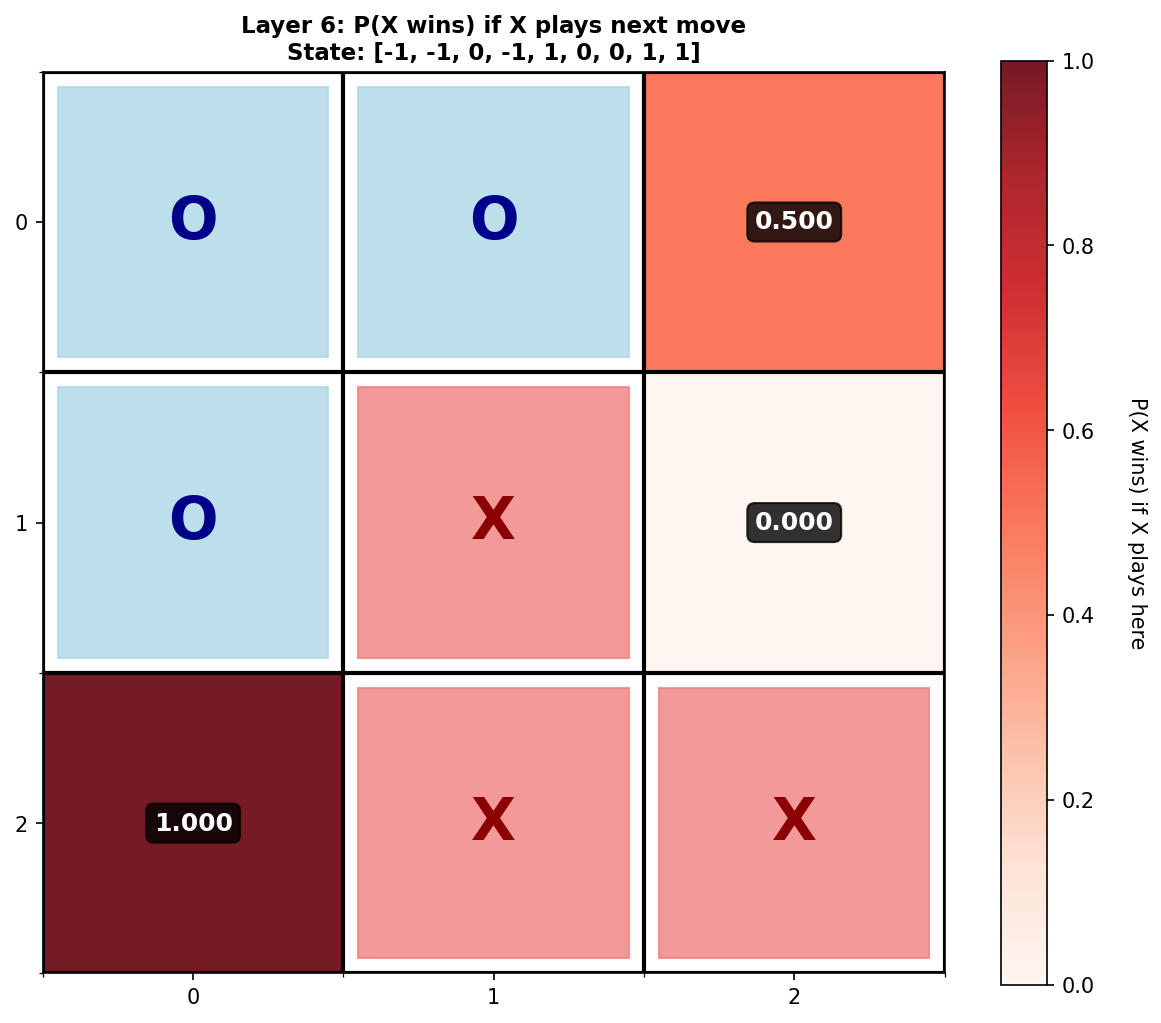 Layer 6: P(X wins) if X plays next move
State: [-1, -1, 0, -1, 1, 0, 0, 1, 1]
O O 0.500
O X 0.000
1.000 X X
0
1
2
0 1 2
1.0
0.8
0.6
0.4
0.2
0.0
P(X wins) if X plays here